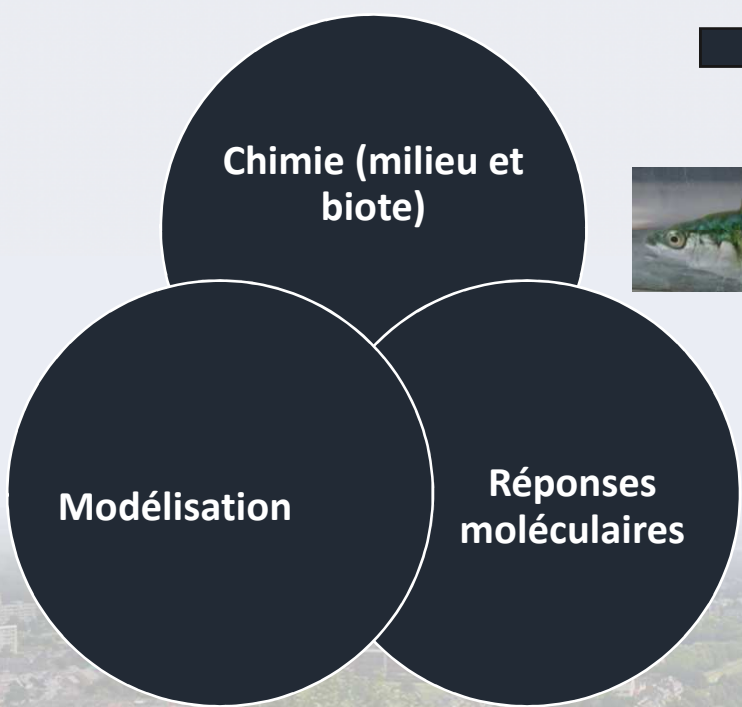 Chimie (milieu et
biote)
Modélisation
Réponses
moléculaires